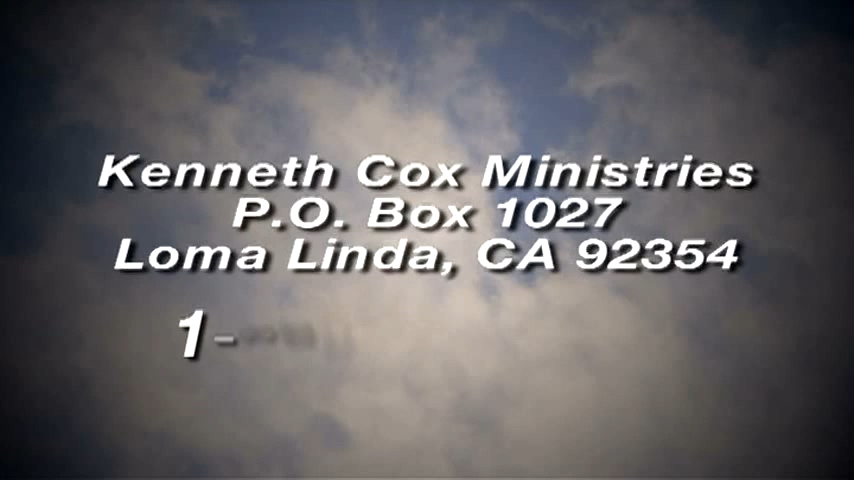 Kenneth Cox Ministries
P.O. Box 1027
Loma Linda, CA 92354
1-